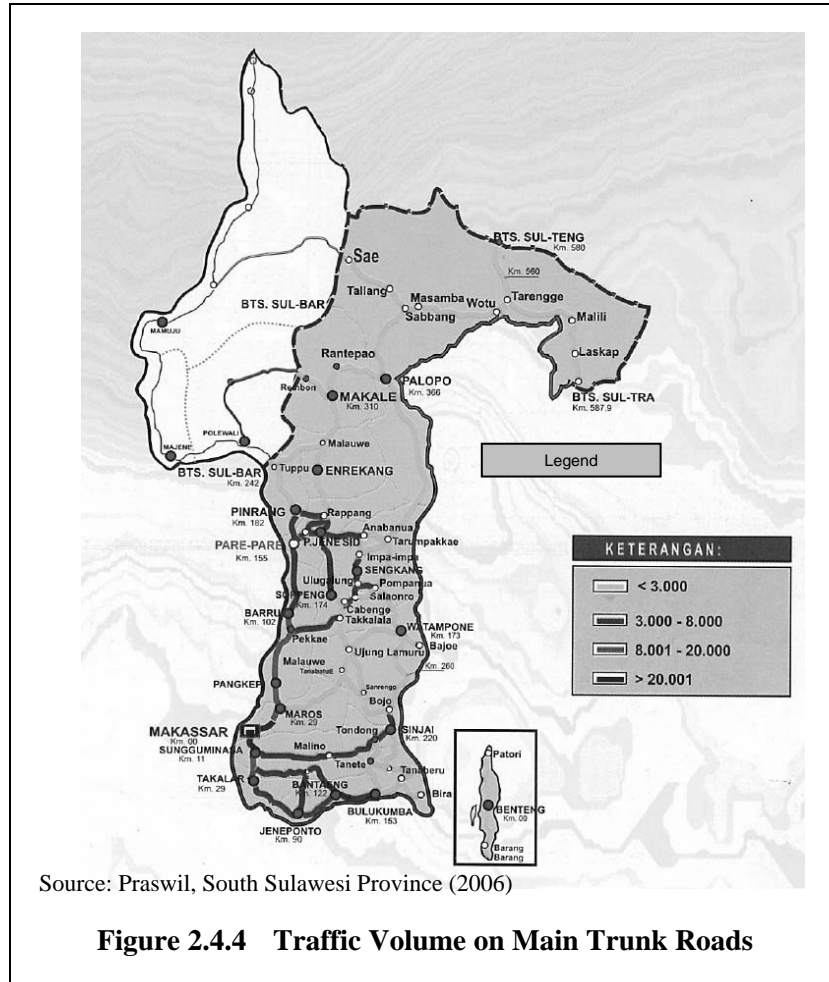 BTS. SUL-TENG
Km. 580
Sae
Km. 560
Tallang
Tarengge
BTS. SUL-BAR
Masamba
Wotu
Sabbang
Malili
MAMUJU
Laskap
Rantepao
PALOPO
Km. 366
Rembon
MAKALE
Km. 310
BTS. SUL-TRA
Km. 587,9
POLEWALI
Malauwe
MAJENE
Legend
BTS. SUL-BAR
Km. 242
Tuppu
ENREKANG
PINRANG
Km. 182
Rappang
Anabanua
PARE-PARE
Km. 155
P.JENE SID
Tarumpakkae
KETERANGAN:
Impa-impa
SENGKANG
< 3.000
Ulugalung
Pompanua
SOPPENG
Km. 174
Salaonro
BARRU
Km. 102
Cabenge
Takkalala
3.000 - 8.000
WATAMPONE
Km. 173
Pekkae
Bajoe
8.001 - 20.000
Ujung Lamuru
Malauwe
Km. 260
PANGKEP
Sanrengo
> 20.001
Bojo
MAROS
Km. 29
MAKASSAR
Km. 00
Tondong
SINJAI
Km. 220
SUNGGUMINASA
Km. 11
Malino
Patori
Tanete
TAKALAR
Km. 29
Tanaberu
BANTAENG
Km. 122
Bira
BENTENG
Km. 00
BULUKUMBA
Km. 153
JENEPONTO
Km. 90
Barang
Barang
Source: Praswil, South Sulawesi Province (2006)
Figure 2.4.4 Traffic Volume on Main Trunk Roads